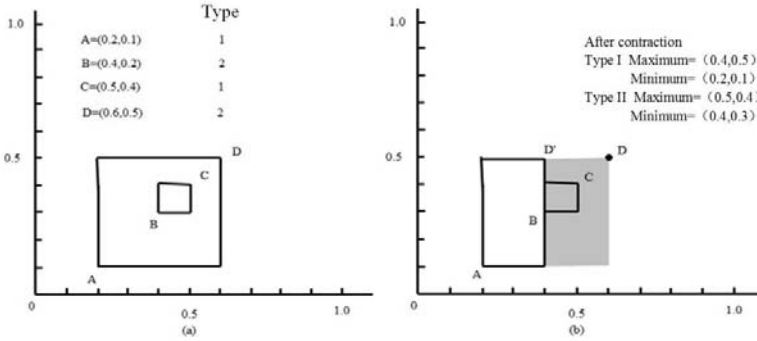 Type
A=(0.2,0.1) 1
B=(0.4,0.2) 2
C=(0.5,0.4) 1
D=(0.6,0.5) 2
1.0
0.5
D
C
B
A
0
0.5
1.0
(a)
After contraction
Type I Maximum=（0.4,0.5）
Minimum=（0.2,0.1）
Type II Maximum=（0.5,0.4）
Minimum=（0.4,0.3）
1.0
0.5
D'
D
C
B
A
0
0.5
1.0
(b)